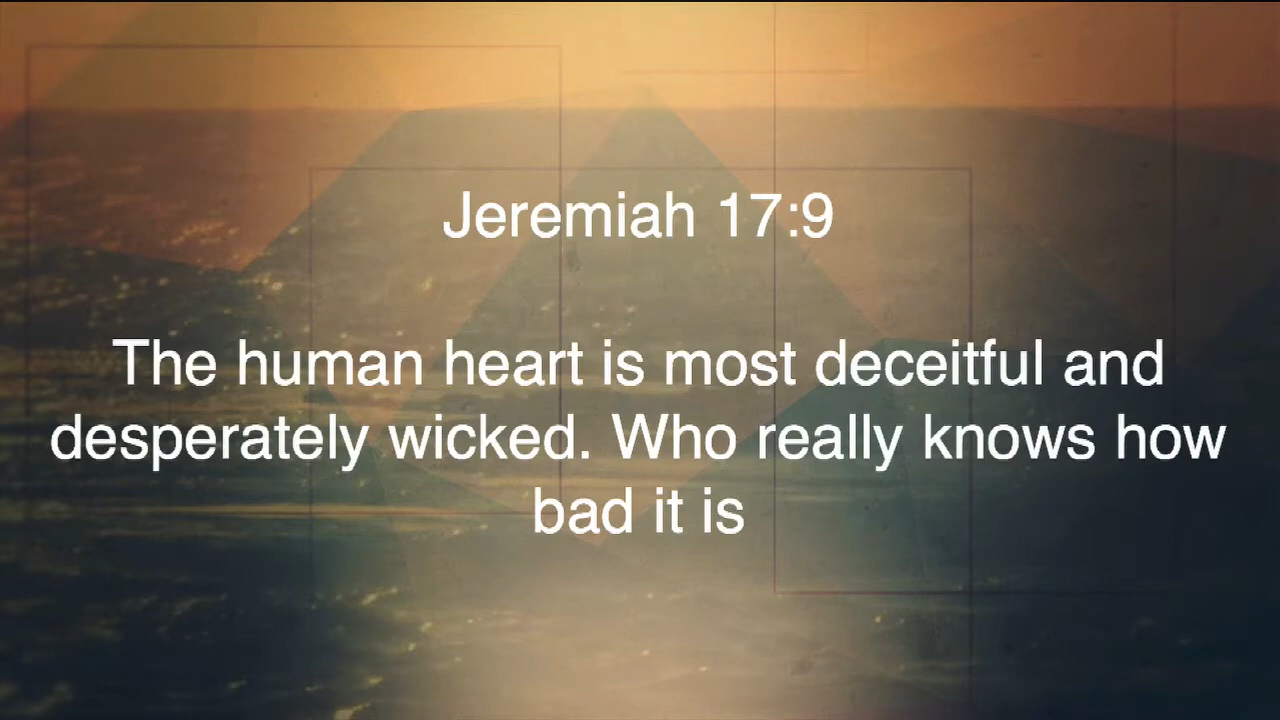 Jeremiah 17:9
The human heart is most deceitful and
desperately wicked. Who really knows how
bad it is